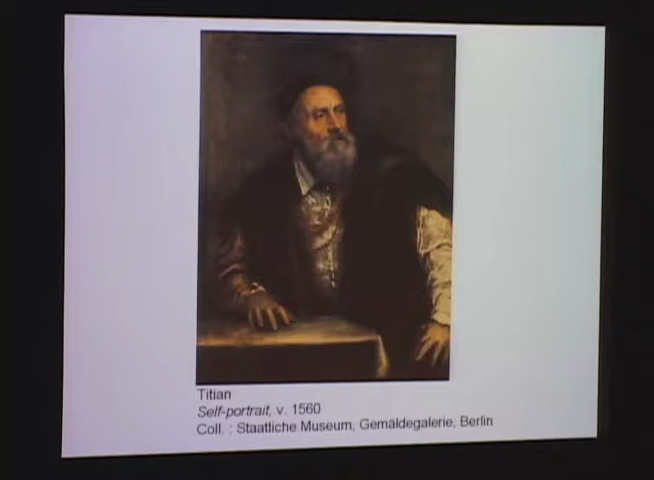 Titian
Self-portrait, v. 1560
Coll. : Staatliche Museum, Gemäldegalerie, Berlin